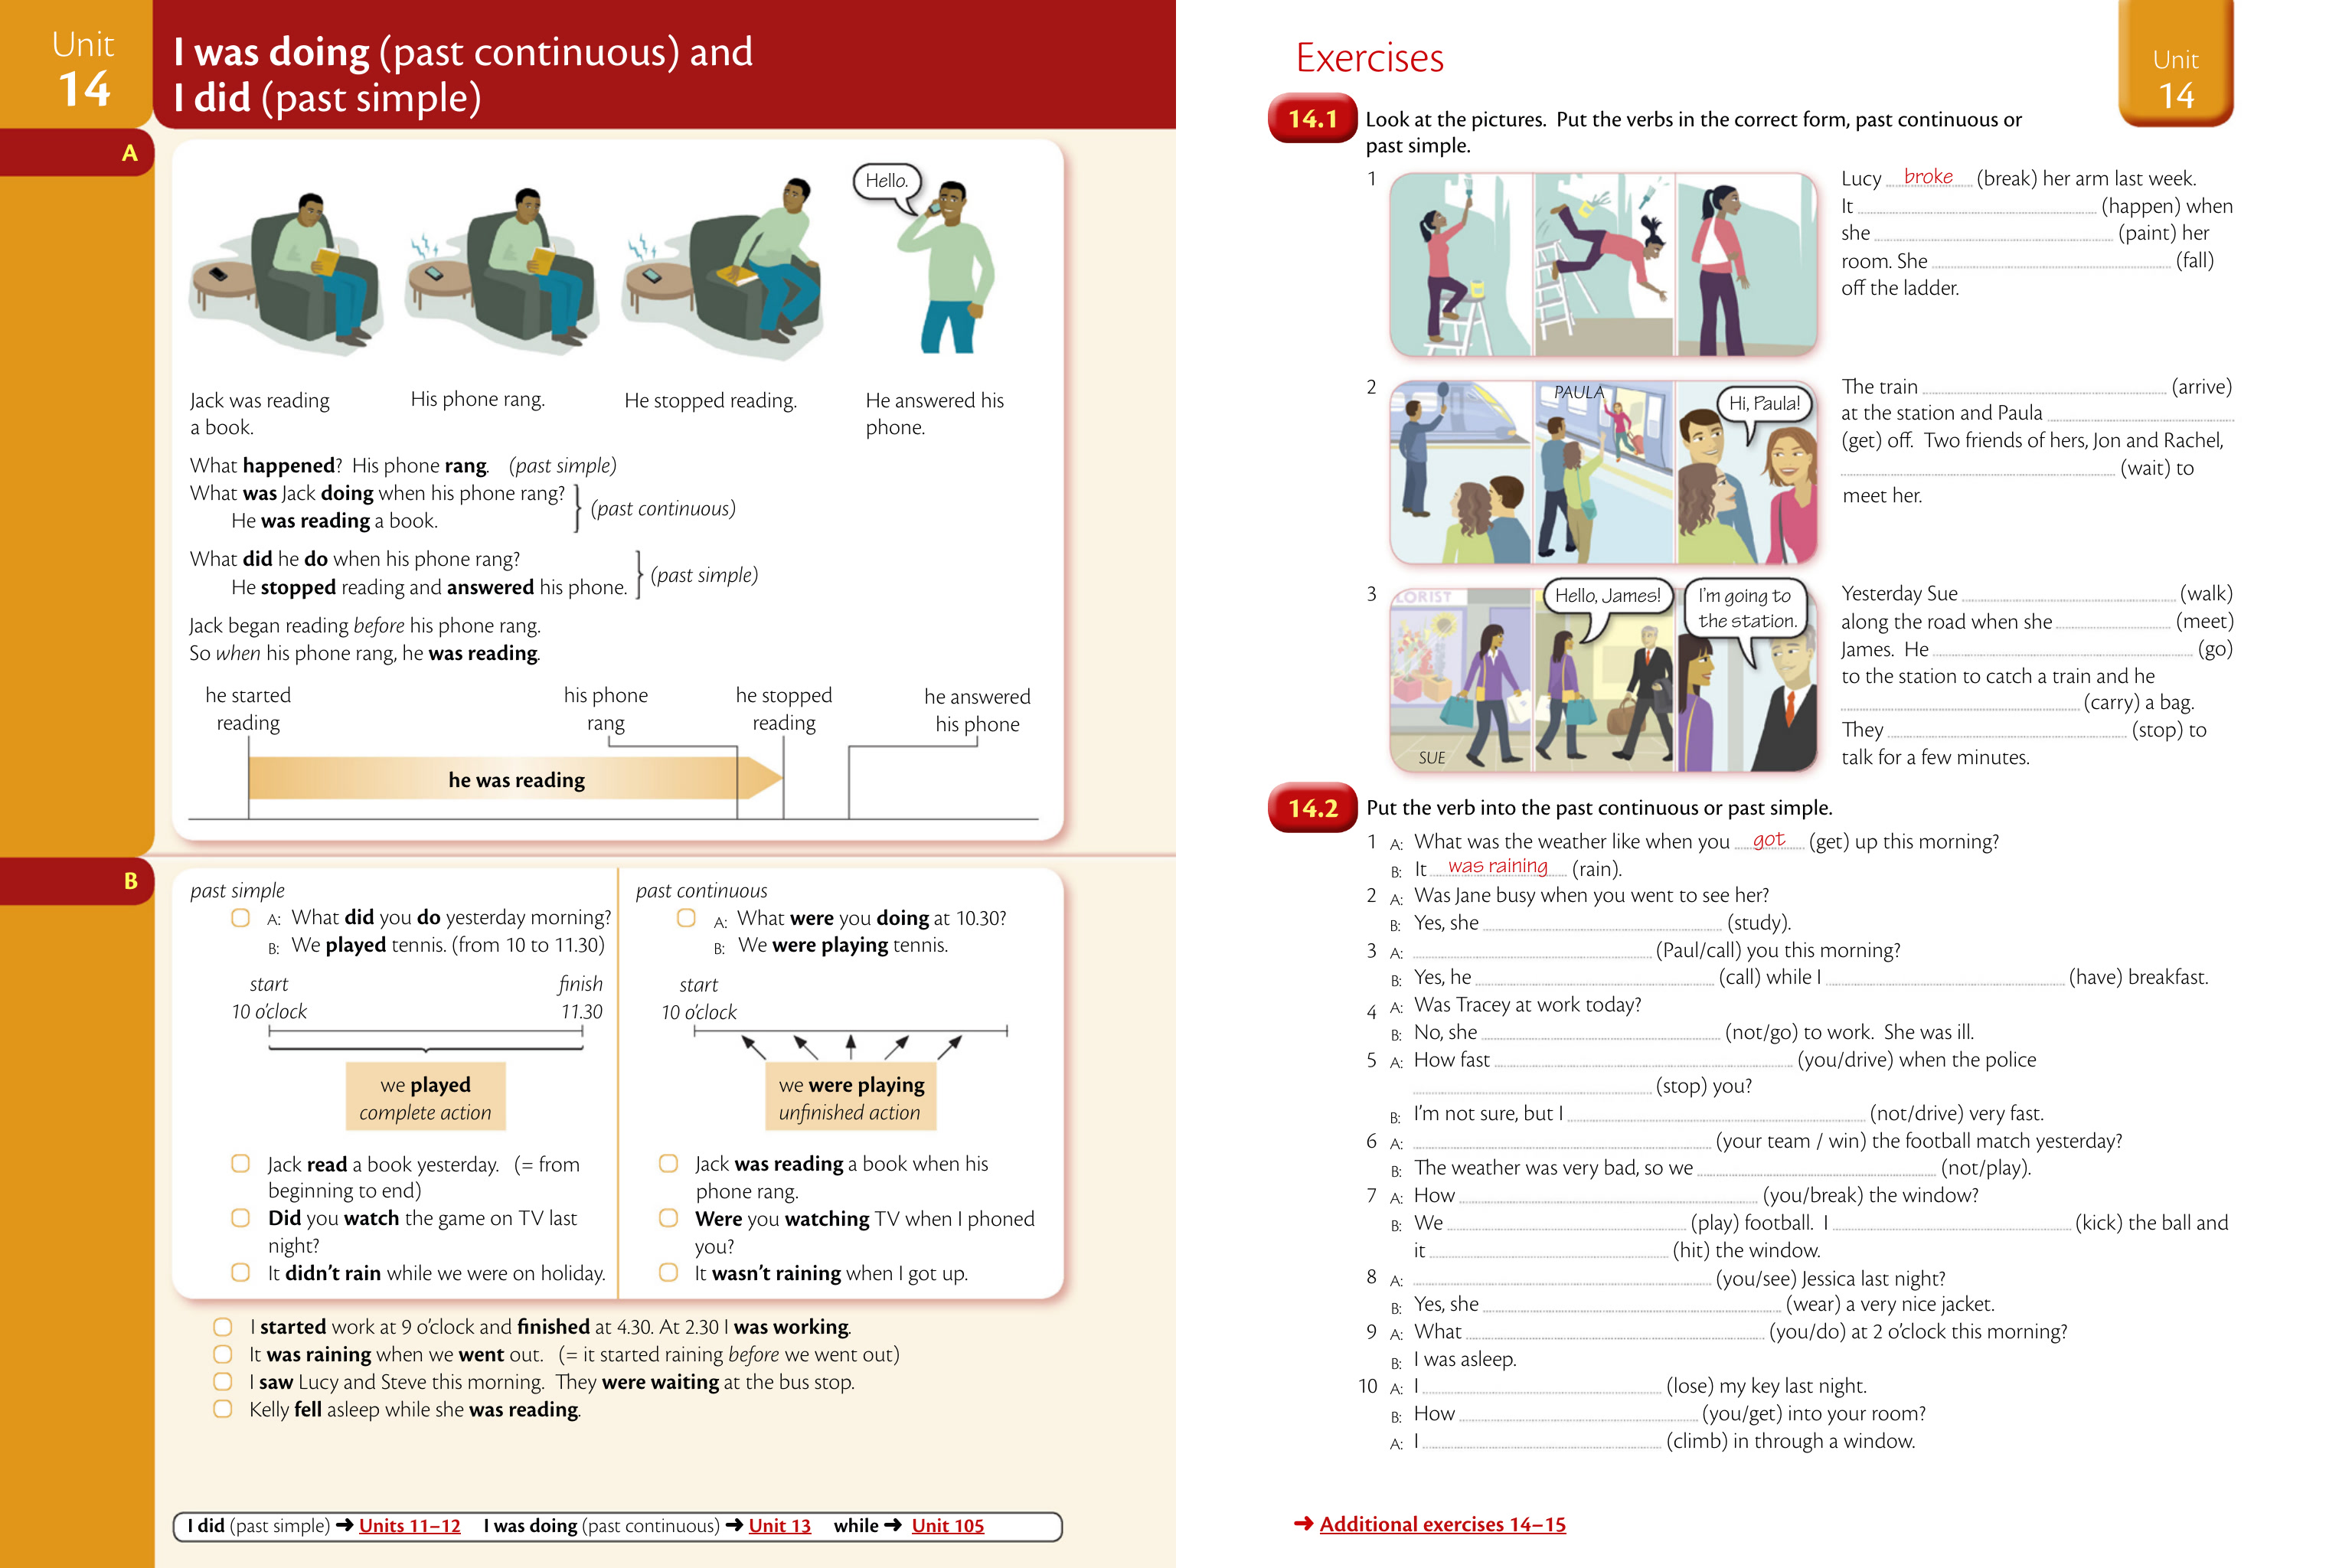 Unit
14
I was doing (past continuous) and
I did (past simple)
A
Hello.
Jack was reading
a book.
His phone rang.
He stopped reading.
He answered his
phone.
What happened? His phone rang. (past simple)
What was Jack doing when his phone rang?
He was reading a book.
(past continuous)
What did he do when his phone rang?
He stopped reading and answered his phone.
(past simple)
Jack began reading before his phone rang.
So when his phone rang, he was reading.
he started
reading
his phone
rang
he stopped
reading
he answered
his phone
he was reading
B
past simple
A: What did you do yesterday morning?
B: We played tennis. (from 10 to 11.30)
start
10 o'clock
finish
11.30
we played
complete action
Jack read a book yesterday. (= from
beginning to end)
Did you watch the game on TV last
night?
It didn't rain while we were on holiday.
past continuous
A: What were you doing at 10.30?
B: We were playing tennis.
start
10 o'clock
we were playing
unfinished action
Jack was reading a book when his
phone rang.
Were you watching TV when I phoned
you?
It wasn't raining when I got up.
I started work at 9 o'clock and finished at 4.30. At 2.30 I was working.
It was raining when we went out. (= it started raining before we went out)
I saw Lucy and Steve this morning. They were waiting at the bus stop.
Kelly fell asleep while she was reading.
I did (past simple) ➜ Units 11–12 I was doing (past continuous) ➜ Unit 13 while ➜ Unit 105
Exercises
Unit
14
14.1 Look at the pictures. Put the verbs in the correct form, past continuous or
past simple.
1
Lucy broke (break) her arm last week.
It (happen) when
she (paint) her
room. She (fall)
off the ladder.
2
PAULA
Hi, Paula!
The train (arrive)
at the station and Paula
(get) off. Two friends of hers, Jon and Rachel,
(wait) to
meet her.
3
LORIST
Hello, James!
I'm going to
the station.
SUE
Yesterday Sue (walk)
along the road when she (meet)
James. He (go)
to the station to catch a train and he
(carry) a bag.
They (stop) to
talk for a few minutes.
14.2 Put the verb into the past continuous or past simple.
1 A: What was the weather like when you got (get) up this morning?
B: It was raining (rain).
2 A: Was Jane busy when you went to see her?
B: Yes, she (study).
3 A: (Paul/call) you this morning?
B: Yes, he (call) while I (have) breakfast.
4 A: Was Tracey at work today?
B: No, she (not/go) to work. She was ill.
5 A: How fast (you/drive) when the police
(stop) you?
B: I'm not sure, but I (not/drive) very fast.
6 A: (your team / win) the football match yesterday?
B: The weather was very bad, so we (not/play).
7 A: How (you/break) the window?
B: We (play) football. I (kick) the ball and
it (hit) the window.
8 A: (you/see) Jessica last night?
B: Yes, she (wear) a very nice jacket.
9 A: What (you/do) at 2 o'clock this morning?
B: I was asleep.
10 A: I (lose) my key last night.
B: How (you/get) into your room?
A: I (climb) in through a window.
➜ Additional exercises 14–15